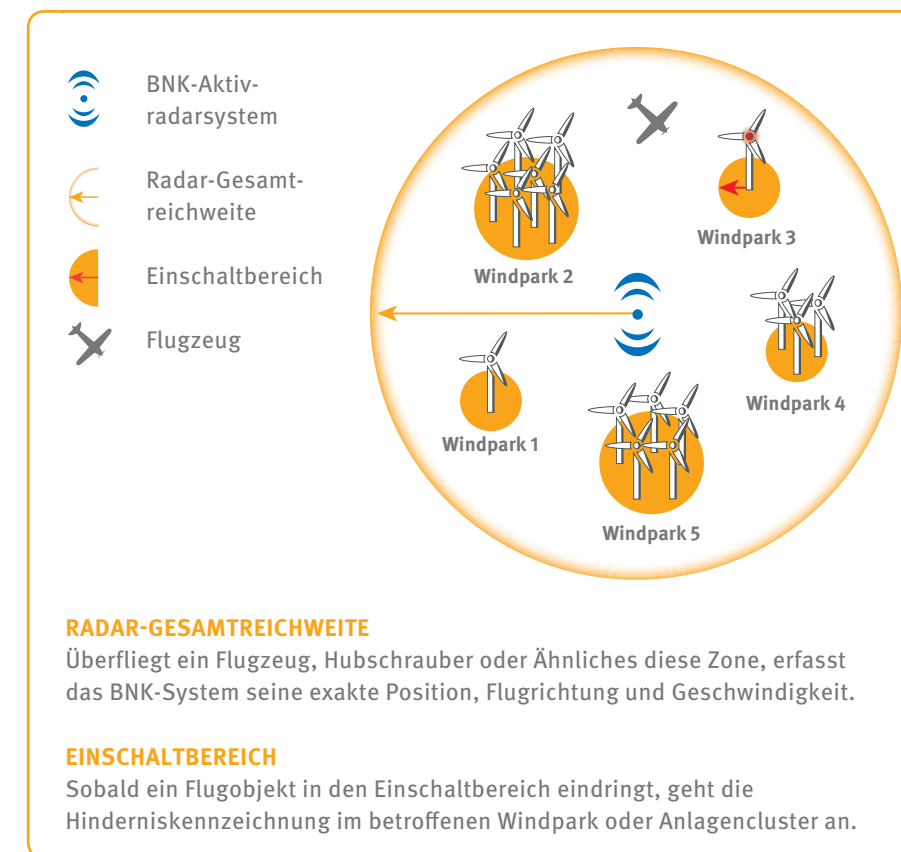 BNK-Aktiv-
radarsystem
Radar-Gesamt-
reichweite
Einschaltbereich
Flugzeug
Windpark 2
Windpark 3
Windpark 4
Windpark 1
Windpark 5
RADAR-GESAMTREICHWEITE
Überfliegt ein Flugzeug, Hubschrauber oder Ähnliches diese Zone, erfasst
das BNK-System seine exakte Position, Flugrichtung und Geschwindigkeit.
EINSCHALTBEREICH
Sobald ein Flugobjekt in den Einschaltbereich eindringt, geht die
Hinderniskennzeichnung im betroffenen Windpark oder Anlagencluster an.